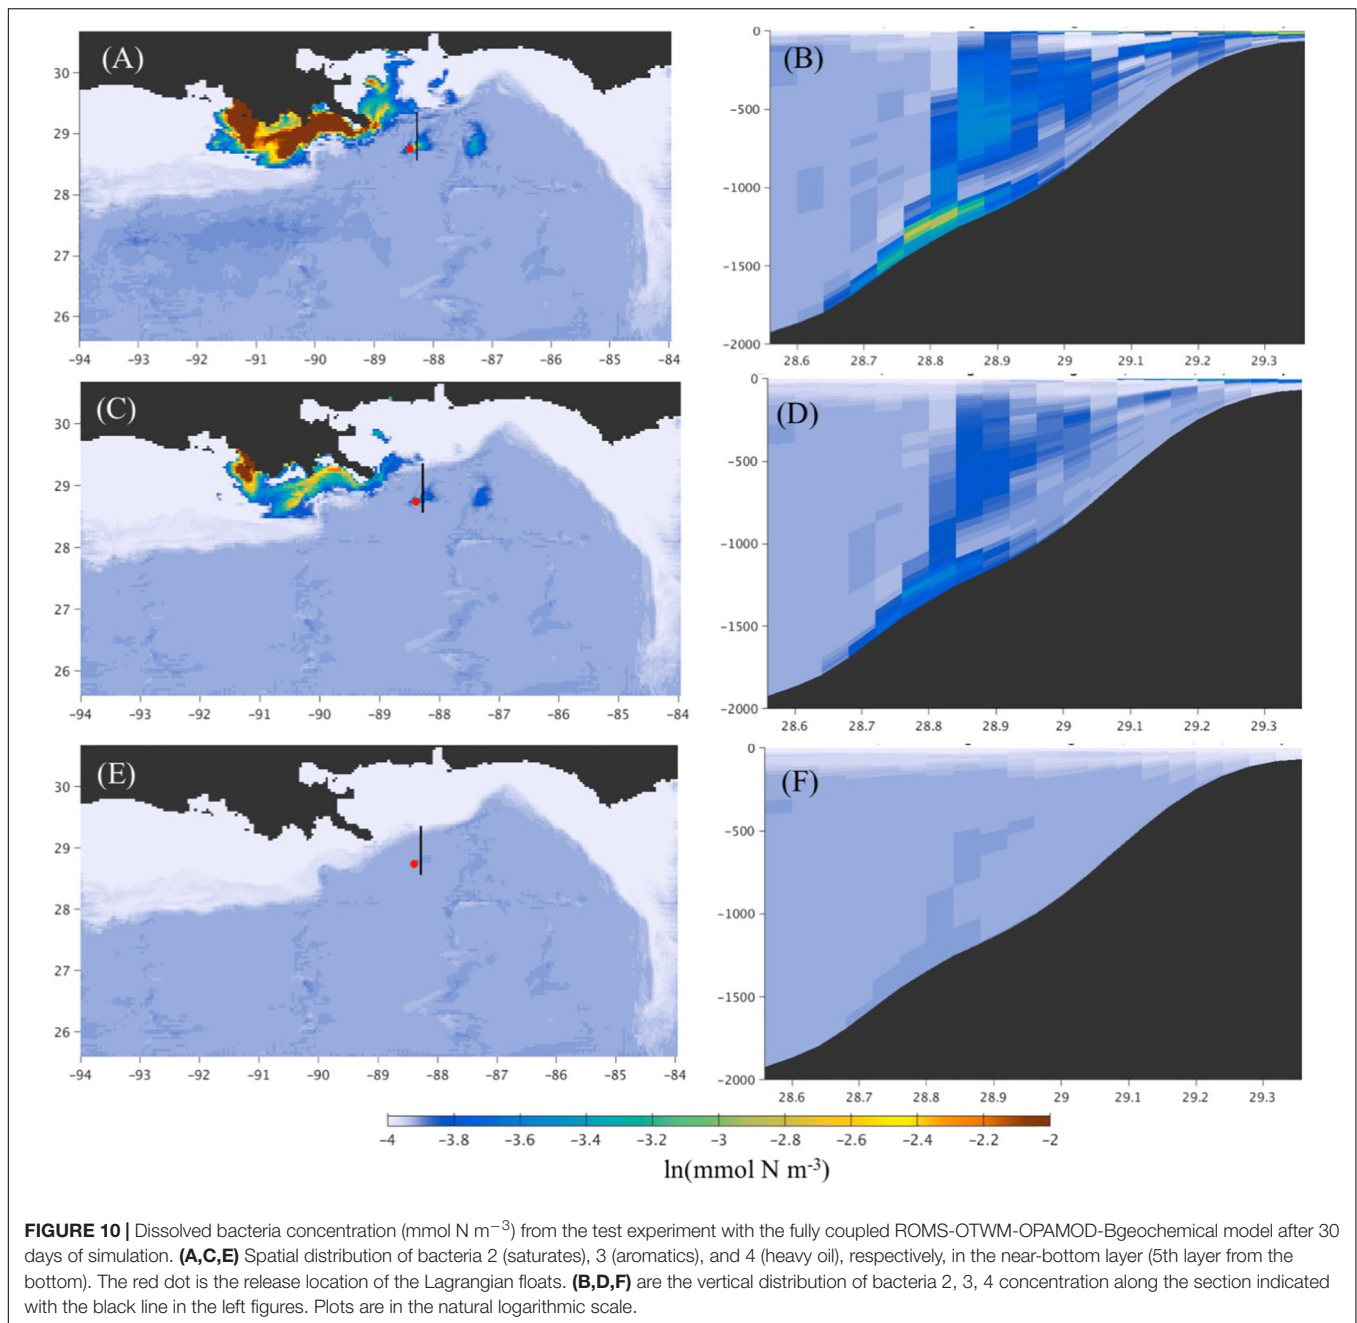 (A)
30
29
28
27
26
−94 −93 −92 −91 −90 −89 −88 −87 −86 −85 −84
(B)
0
−500
−1000
−1500
−2000
28.6 28.7 28.8 28.9 29 29.1 29.2 29.3
(C)
30
29
28
27
26
−94 −93 −92 −91 −90 −89 −88 −87 −86 −85 −84
(D)
0
−500
−1000
−1500
−2000
28.6 28.7 28.8 28.9 29 29.1 29.2 29.3
(E)
30
29
28
27
26
−94 −93 −92 −91 −90 −89 −88 −87 −86 −85 −84
(F)
0
−500
−1000
−1500
−2000
28.6 28.7 28.8 28.9 29 29.1 29.2 29.3
−4 −3.8 −3.6 −3.4 −3.2 −3 −2.8 −2.6 −2.4 −2.2 −2
ln(mmol N m-3)
FIGURE 10 | Dissolved bacteria concentration (mmol N m−3) from the test experiment with the fully coupled ROMS-OTWM-OPAMOD-Bgeochemical model after 30
days of simulation. (A,C,E) Spatial distribution of bacteria 2 (saturates), 3 (aromatics), and 4 (heavy oil), respectively, in the near-bottom layer (5th layer from the
bottom). The red dot is the release location of the Lagrangian floats. (B,D,F) are the vertical distribution of bacteria 2, 3, 4 concentration along the section indicated
with the black line in the left figures. Plots are in the natural logarithmic scale.